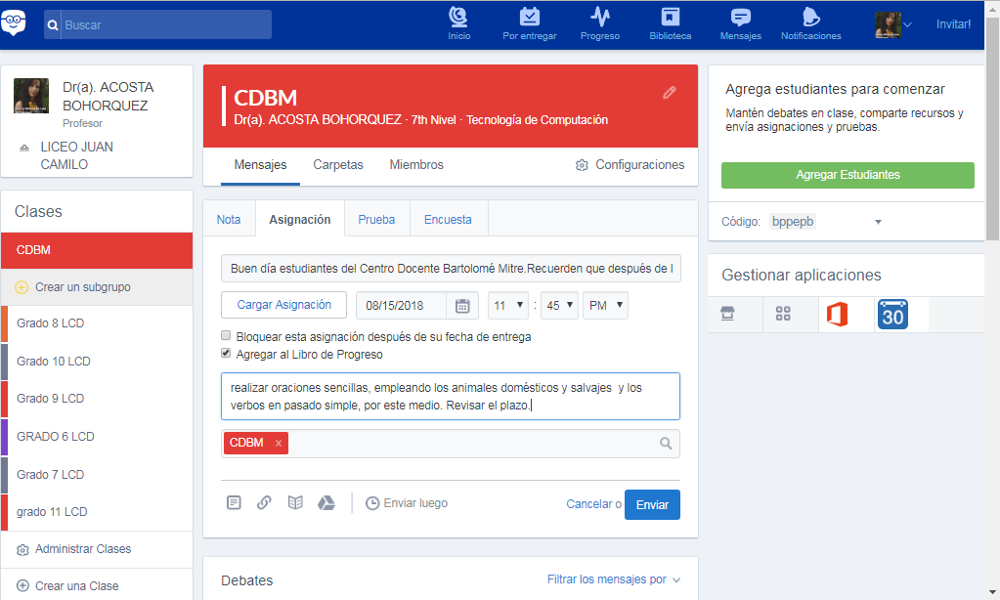 Buscar
Inicio
Por entregar
Progreso
Biblioteca
Mensajes
Notificaciones
Invitar!
Dr(a). ACOSTA
BOHORQUEZ
Profesor
LICEO JUAN
CAMILO
Clases
CDBM
Crear un subgrupo
Grado 8 LCD
Grado 10 LCD
Grado 9 LCD
GRADO 6 LCD
Grado 7 LCD
grado 11 LCD
Administrar Clases
Crear una Clase
CDBM
Dr(a). ACOSTA BOHORQUEZ · 7th Nivel · Tecnología de Computación
Mensajes
Carpetas
Miembros
Configuraciones
Nota
Asignación
Prueba
Encuesta
Buen día estudiantes del Centro Docente Bartolomé Mitre.Recuerden que después de
Cargar Asignación
08/15/2018
11 : 45 PM
Bloquear esta asignación después de su fecha de entrega
Agregar al Libro de Progreso
realizar oraciones sencillas, empleando los animales domésticos y salvajes y los
verbos en pasado simple, por este medio. Revisar el plazo.
CDBM x
Enviar luego
Cancelar o
Enviar
Debates
Filtrar los mensajes por
Agrega estudiantes para comenzar
Mantén debates en clase, comparte recursos y
envía asignaciones y pruebas.
Agregar Estudiantes
Código: bppepb
Gestionar aplicaciones
30